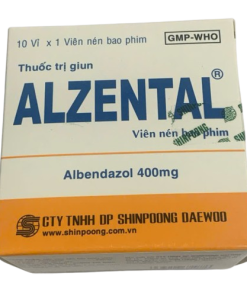 10 Vỉ x 1 Viên nén bao phim
GMP-WHO
Thuốc trị giun
ALZENTAL®
Viên nén bao phim
Albendazol 400mg
CTY TNHH DP SHINPOONG DAEWOO
www.shinpoong.com.vn